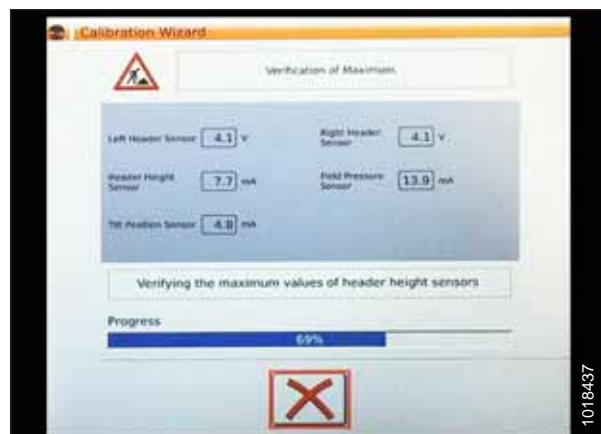 Calibration Wizard
Verification of Maximum
Left Header Sensor 4.1 V
Right Header Sensor 4.1 V
Header Height Sensor 7.7 mA
Field Pressure Sensor 13.9 mA
Tilt Position Sensor 4.8 mA
Verifying the maximum values of header height sensors
Progress
69%
1018437